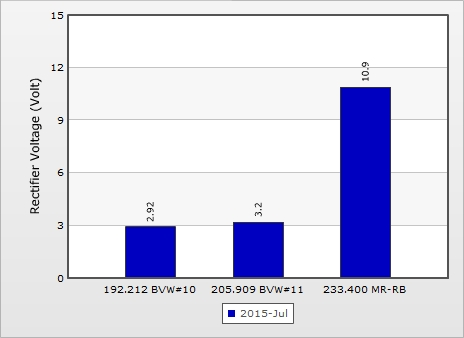 15
12
9
6
3
0
Rectifier Voltage (Volt)
2.92
3.2
10.9
192.212 BVW#10
205.909 BVW#11
233.400 MR-RB
2015-Jul